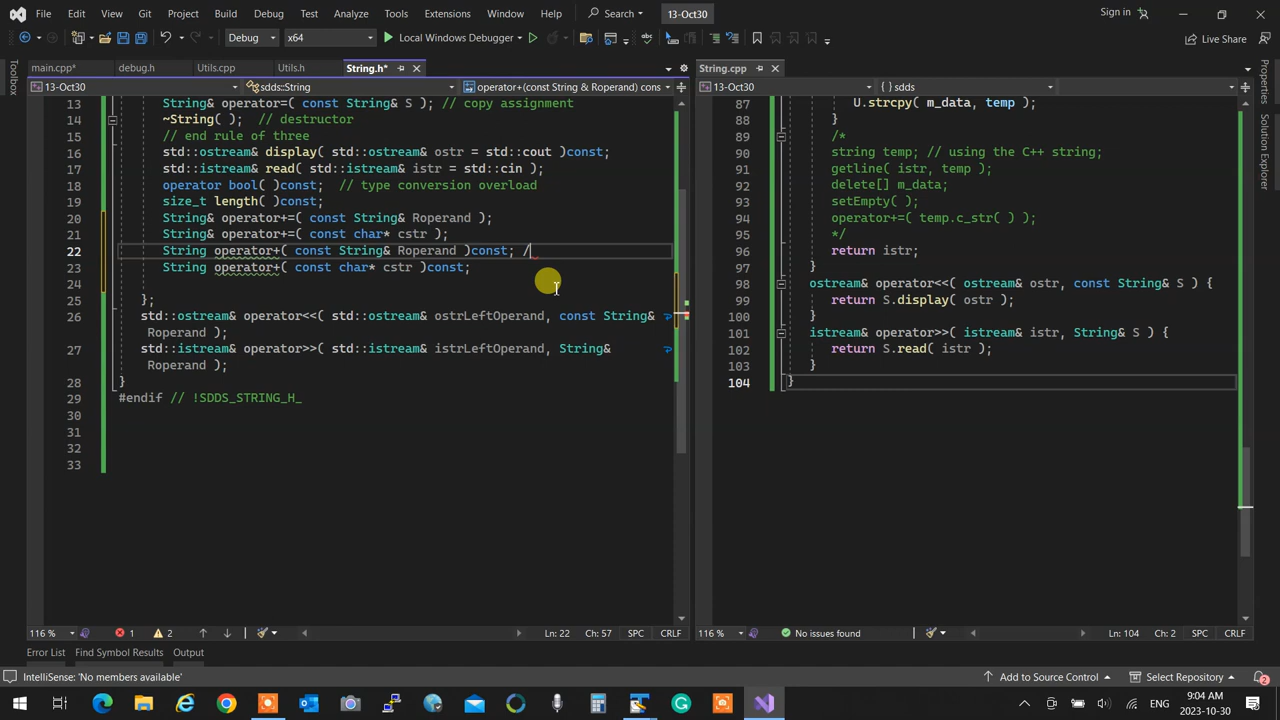 File Edit View Git Project Build Debug Test Analyze Tools Extensions Window Help Search 13-Oct30 Sign in
Debug x64 Local Windows Debugger Live Share
main.cpp* debug.h Utils.cpp Utils.h String.h* String.cpp
13-Oct30 sdds::String operator+(const String & Roperand) cons 13-Oct30 sdds
Toolbox
Properties
Solution Explorer
13 String& operator=( const String& S ); // copy assignment
14 ~String( );  // destructor
15 // end rule of three
16 std::ostream& display( std::ostream& ostr = std::cout )const;
17 std::istream& read( std::istream& istr = std::cin );
18 operator bool( )const;  // type conversion overload
19 size_t length( )const;
20 String& operator+=( const String& Roperand );
21 String& operator+=( const char* cstr );
22 String operator+( const String& Roperand )const; /
23 String operator+( const char* cstr )const;
24
25 };
26 std::ostream& operator<<( std::ostream& ostrLeftOperand, const String&
Roperand );
27 std::istream& operator>>( std::istream& istrLeftOperand, String&
Roperand );
28 }
29 #endif // !SDDS_STRING_H_
30
31
32
33
87 U.strcpy( m_data, temp );
88 }
89 /*
90 string temp; // using the C++ string;
91 getline( istr, temp );
92 delete[] m_data;
93 setEmpty( );
94 operator+=( temp.c_str( ) );
95 */
96 return istr;
97 }
98 ostream& operator<<( ostream& ostr, const String& S ) {
99 return S.display( ostr );
100 }
101 istream& operator>>( istream& istr, String& S ) {
102 return S.read( istr );
103 }
104 }
116 % 1 2 Ln: 22 Ch: 57 SPC CRLF
116 % No issues found Ln: 104 Ch: 2 SPC CRLF
Error List Find Symbol Results Output
IntelliSense: 'No members available' Add to Source Control Select Repository 2
ENG 9:04 AM
2023-10-30